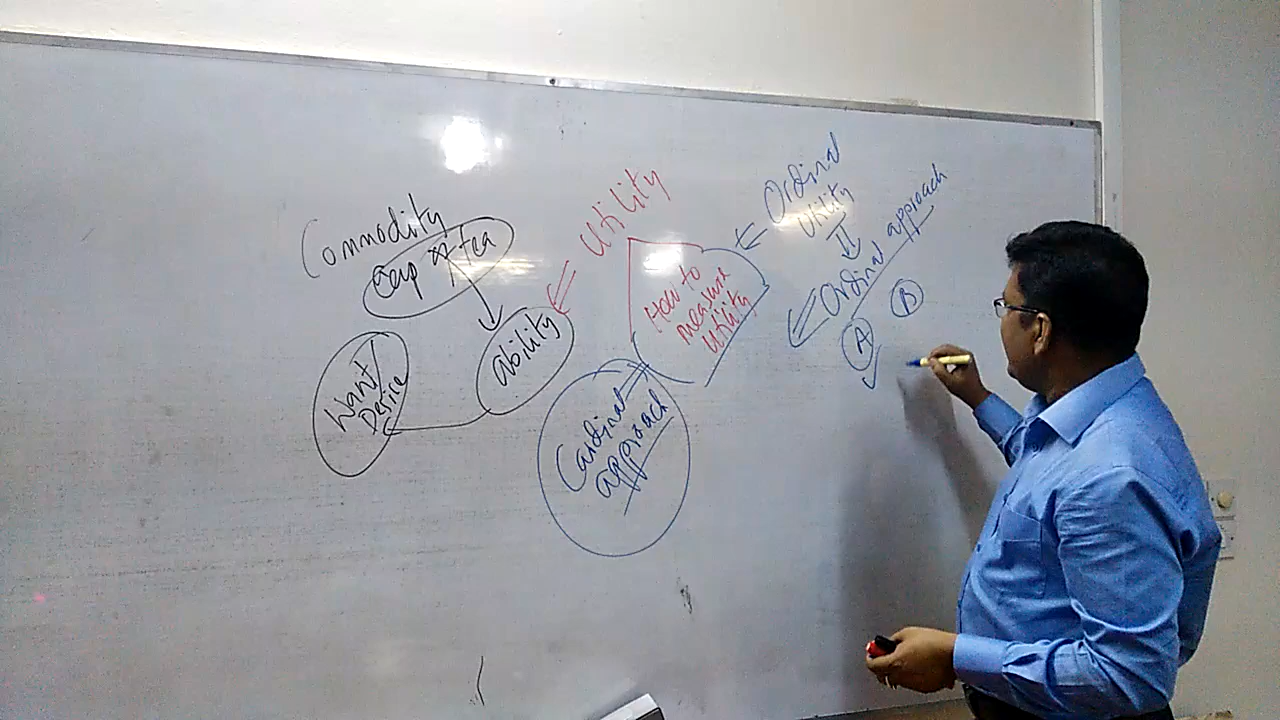 Commodity
Cup of Tea
Want/
Desire
ability
Utility
How to
measure
Utility
Cardinal
approach
Ordinal
Utility
Ordinal approach
A
B